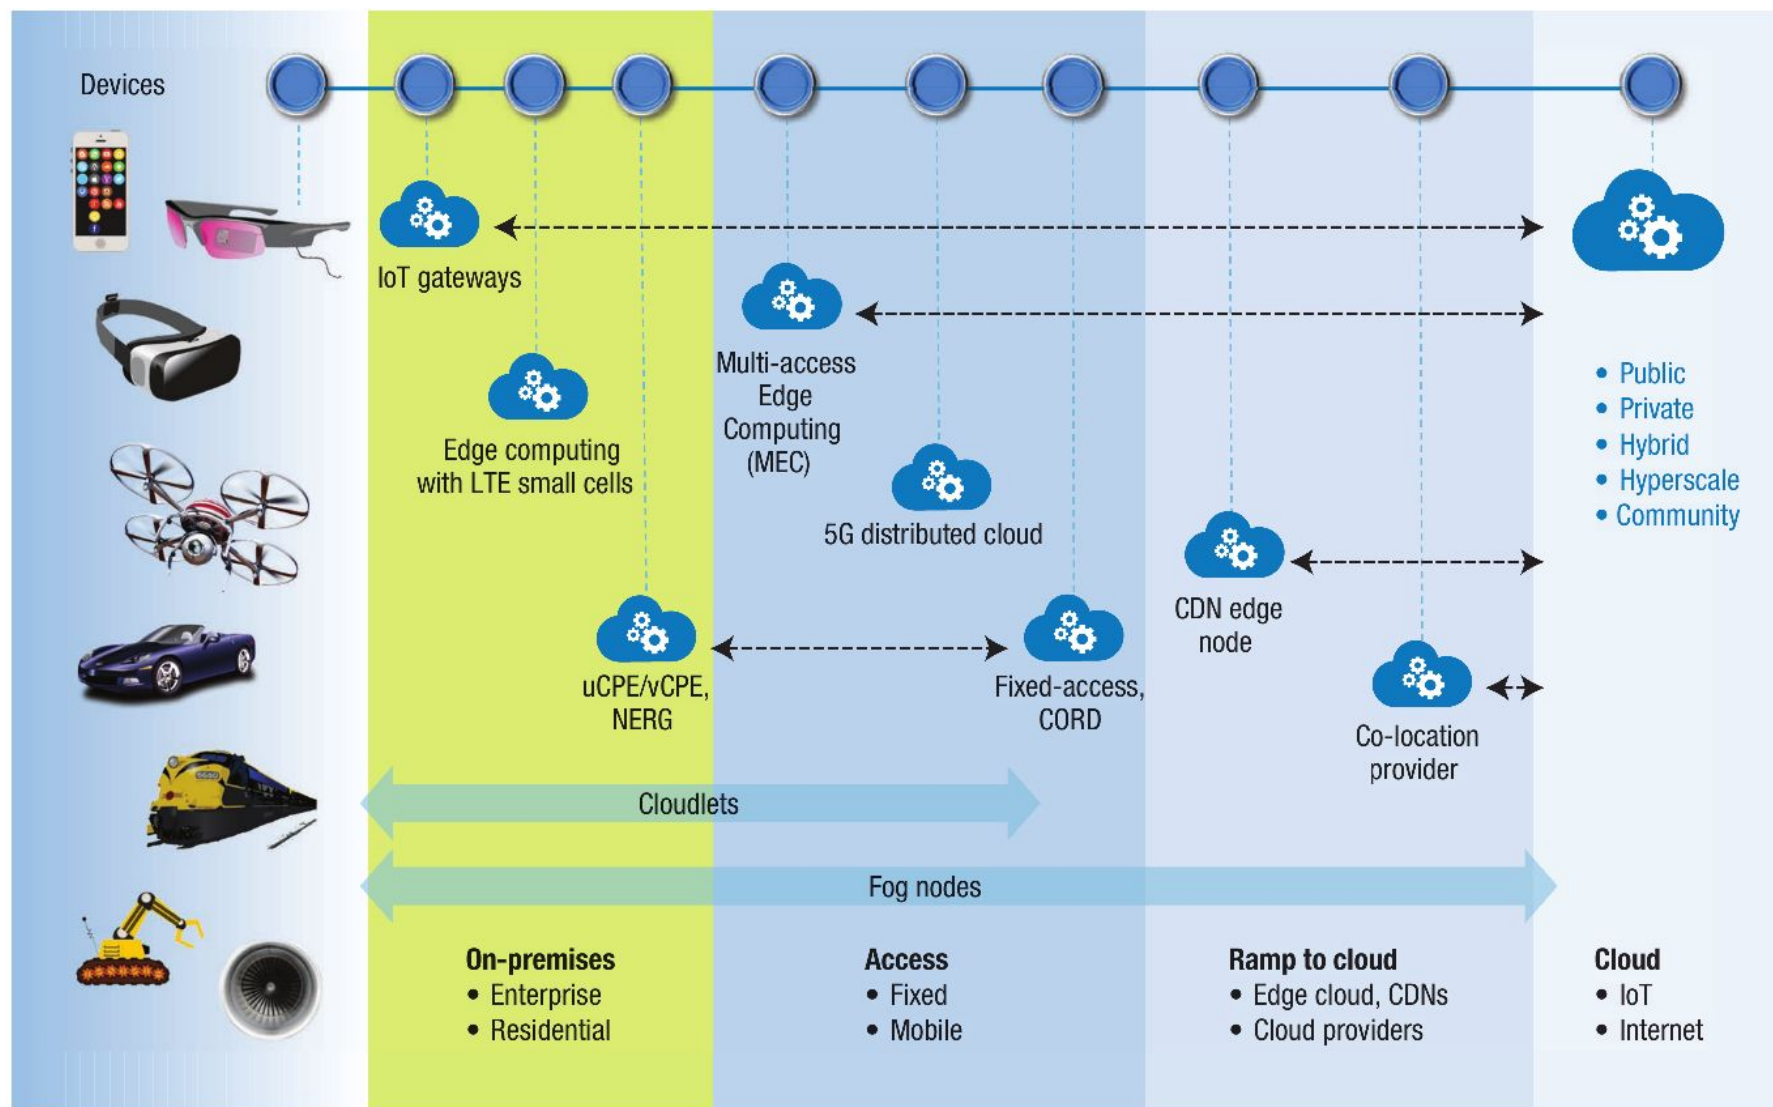 Devices
IoT gateways
Multi-access
Edge
Computing
(MEC)
Edge computing
with LTE small cells
5G distributed cloud
• Public
• Private
• Hybrid
• Hyperscale
• Community
CDN edge
node
uCPE/vCPE,
NERG
Fixed-access,
CORD
Co-location
provider
Cloudlets
Fog nodes
On-premises
• Enterprise
• Residential
Access
• Fixed
• Mobile
Ramp to cloud
• Edge cloud, CDNs
• Cloud providers
Cloud
• IoT
• Internet